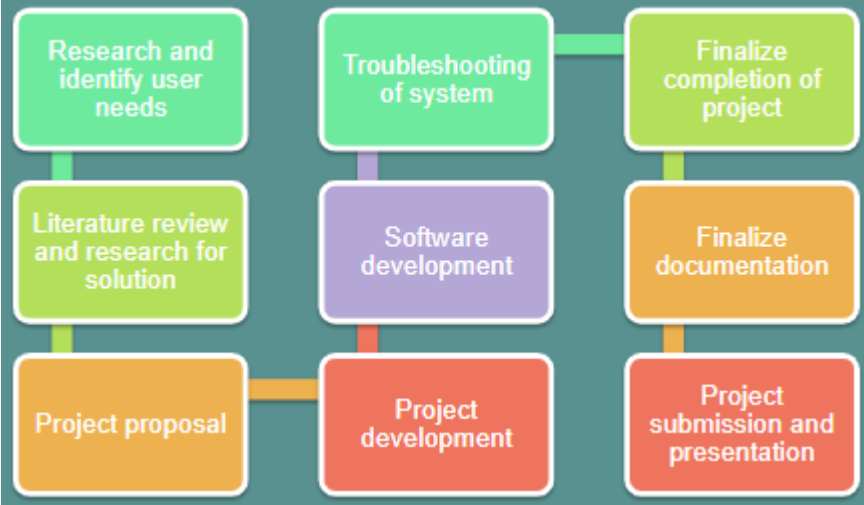 Research and
identify user
needs
Literature review
and research for
solution
Project proposal
Project
development
Software
development
Troubleshooting
of system
Finalize
completion of
project
Finalize
documentation
Project
submission and
presentation